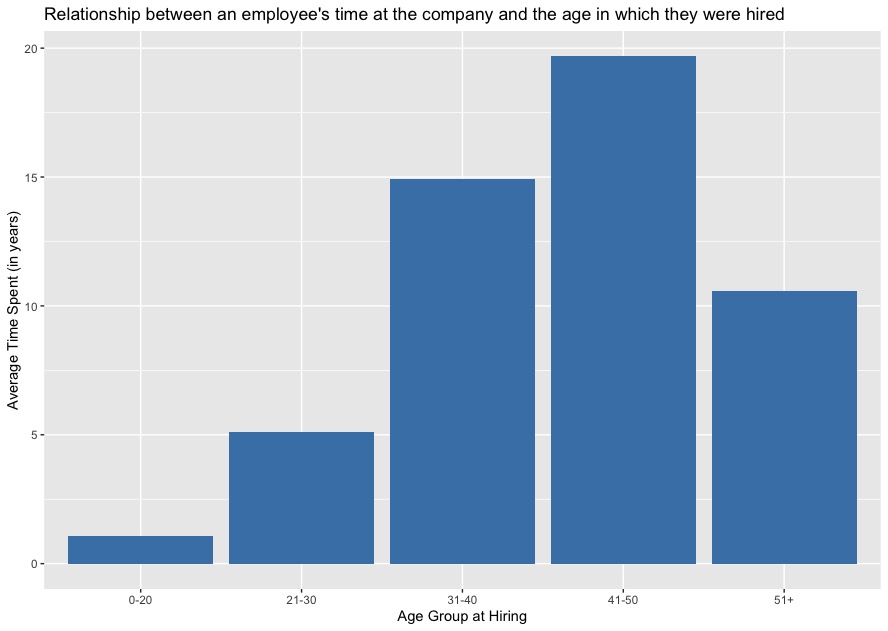 Relationship between an employee's time at the company and the age in which they were hired
Average Time Spent (in years)
20
15
10
5
0
0-20 21-30 31-40 41-50 51+
Age Group at Hiring